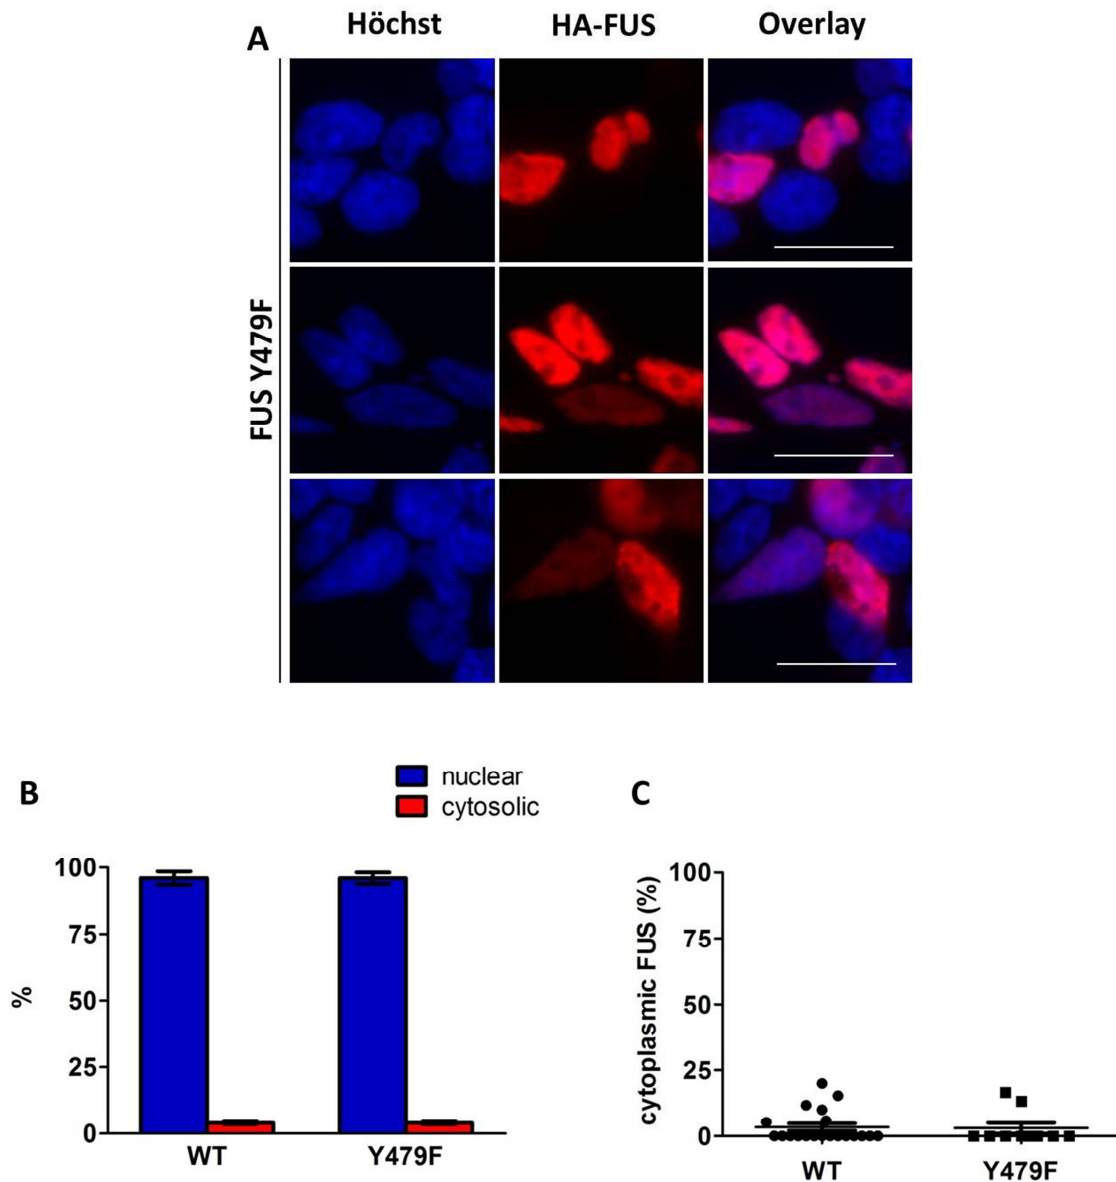 A
Höchst
HA-FUS
Overlay
FUS Y479F
B
nuclear
cytosolic
100
75
50
25
0
%
WT
Y479F
C
100
75
50
25
0
cytoplasmic FUS (%)
WT
Y479F